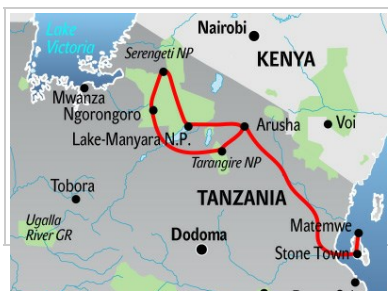 Nairobi
Lake
Victoria
Serengeti NP
KENYA
Mwanza
Ngorongoro
Voi
Arusha
Lake-Manyara N.P.
Tarangire NP
Tobora
TANZANIA
Ugalla
River GR
Matemwe
Dodoma
Stone Town